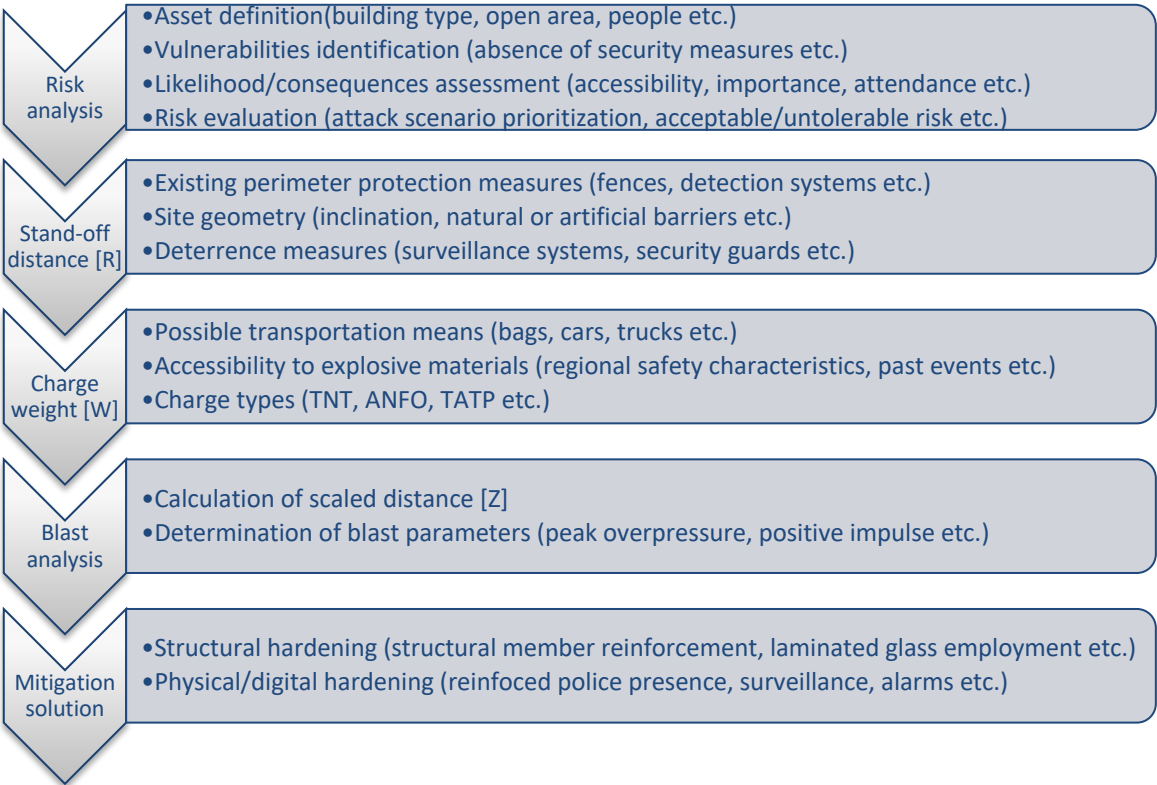 Risk
analysis
•Asset definition(building type, open area, people etc.)
•Vulnerabilities identification (absence of security measures etc.)
•Likelihood/consequences assessment (accessibility, importance, attendance etc.)
•Risk evaluation (attack scenario prioritization, acceptable/untolerable risk etc.)
Stand-off
distance [R]
•Existing perimeter protection measures (fences, detection systems etc.)
•Site geometry (inclination, natural or artificial barriers etc.)
•Deterrence measures (surveillance systems, security guards etc.)
Charge
weight [W]
•Possible transportation means (bags, cars, trucks etc.)
•Accessibility to explosive materials (regional safety characteristics, past events etc.)
•Charge types (TNT, ANFO, TATP etc.)
Blast
analysis
•Calculation of scaled distance [Z]
•Determination of blast parameters (peak overpressure, positive impulse etc.)
Mitigation
solution
•Structural hardening (structural member reinforcement, laminated glass employment etc.)
•Physical/digital hardening (reinfoced police presence, surveillance, alarms etc.)